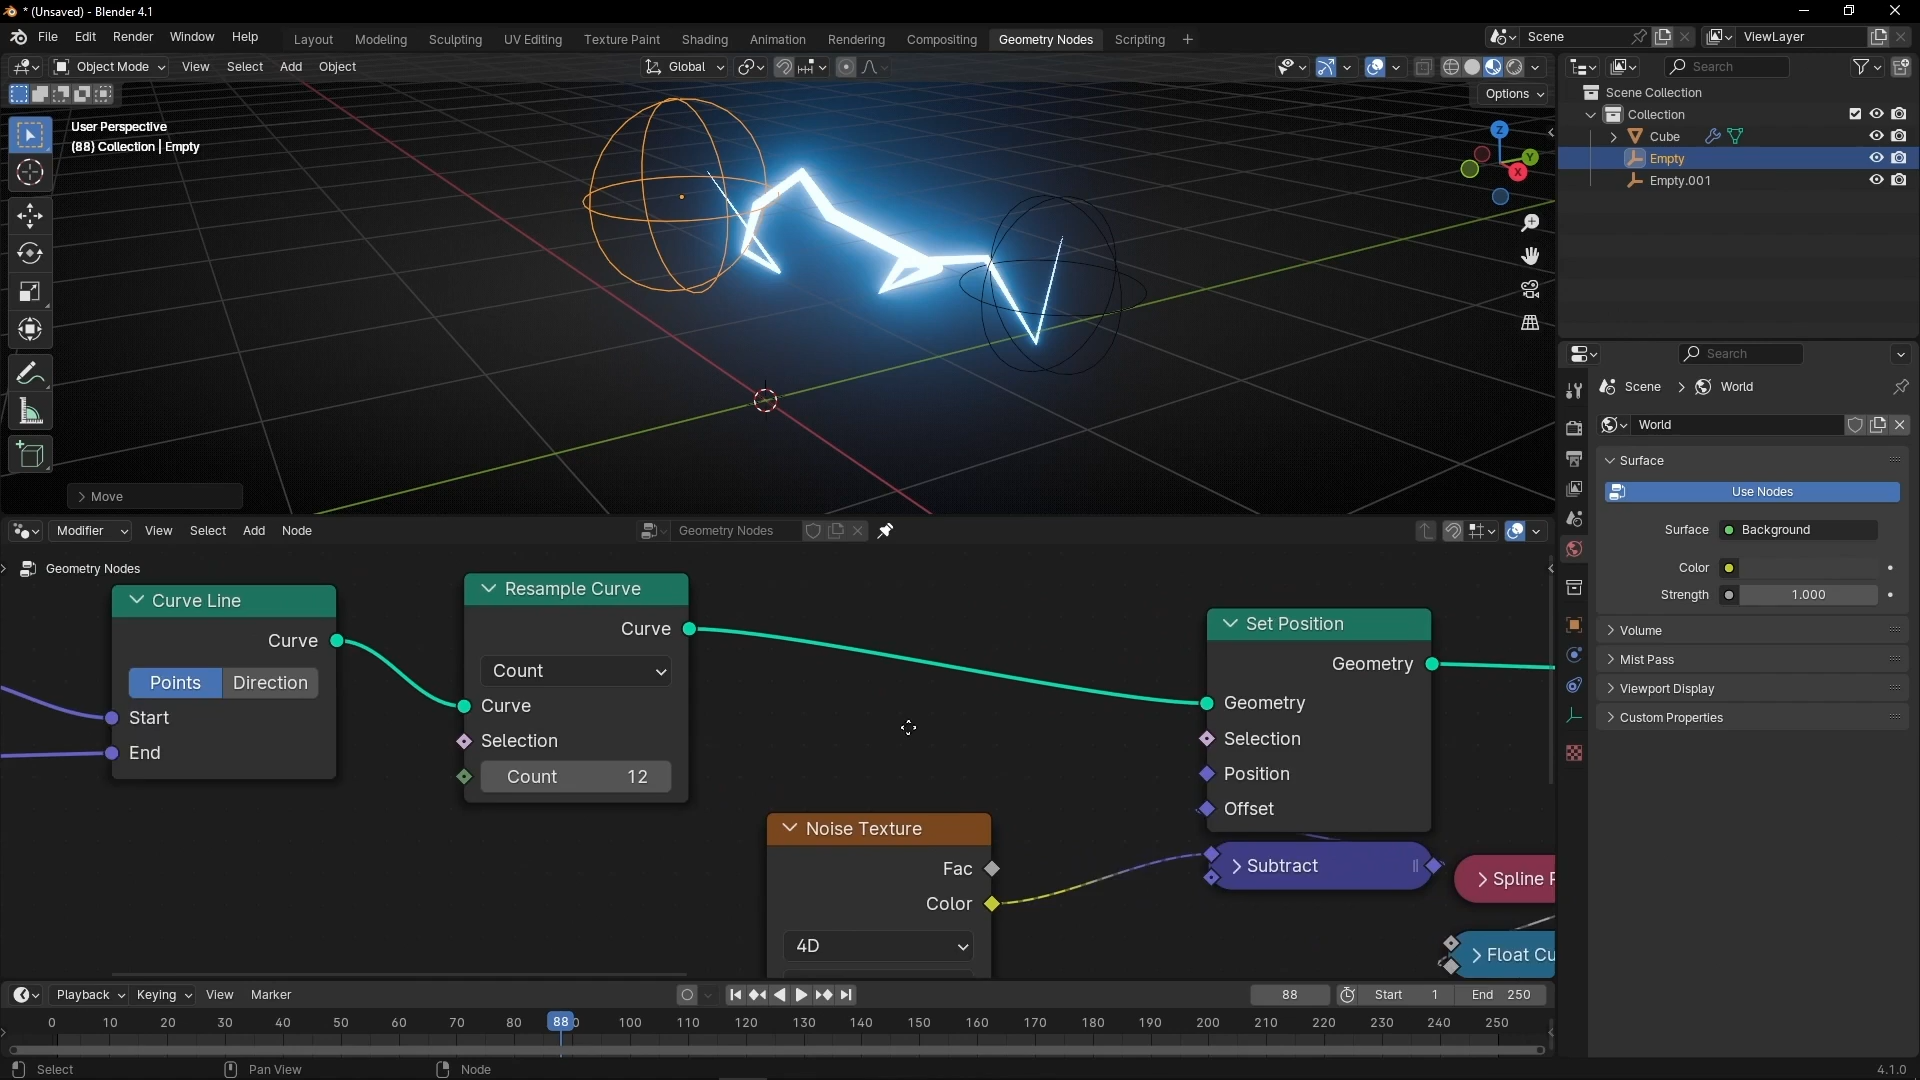 * (Unsaved) - Blender 4.1
File Edit Render Window Help Layout Modeling Sculpting UV Editing Texture Paint Shading Animation Rendering Compositing Geometry Nodes Scripting + Scene ViewLayer
Object Mode View Select Add Object Global Search
Options
User Perspective
(88) Collection | Empty
Z
Y
X
Move
Scene Collection
Collection
Cube
Empty
Empty.001
Search
Scene > World
World
Surface
Use Nodes
Surface Background
Color
Strength 1.000
Volume
Mist Pass
Viewport Display
Custom Properties
Modifier View Select Add Node Geometry Nodes
Geometry Nodes
Curve Line
Curve
Points Direction
Start
End
Resample Curve
Curve
Count
Curve
Selection
Count 12
Noise Texture
Fac
Color
4D
Set Position
Geometry
Geometry
Selection
Position
Offset
Subtract
Spline P
Float Cu
Playback Keying View Marker 88 Start 1 End 250
0 10 20 30 40 50 60 70 80 88 100 110 120 130 140 150 160 170 180 190 200 210 220 230 240 250
Select Pan View Node 4.1.0